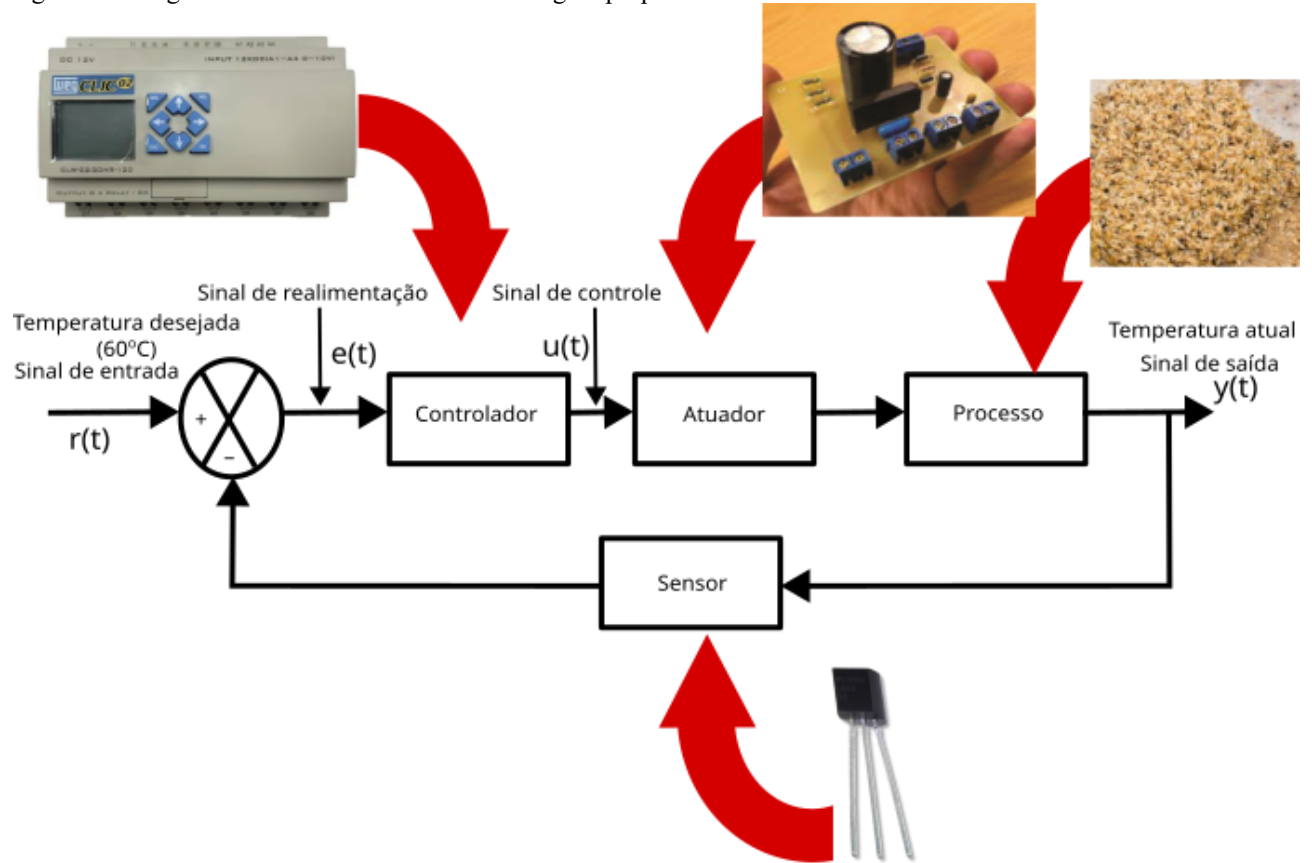 DC 12V
weg CLIC 02
Sinal de realimentação
Sinal de controle
Temperatura desejada
(60ºC)
Sinal de entrada
e(t)
u(t)
Temperatura atual
Sinal de saída
y(t)
r(t)
+
−
Controlador
Atuador
Processo
Sensor